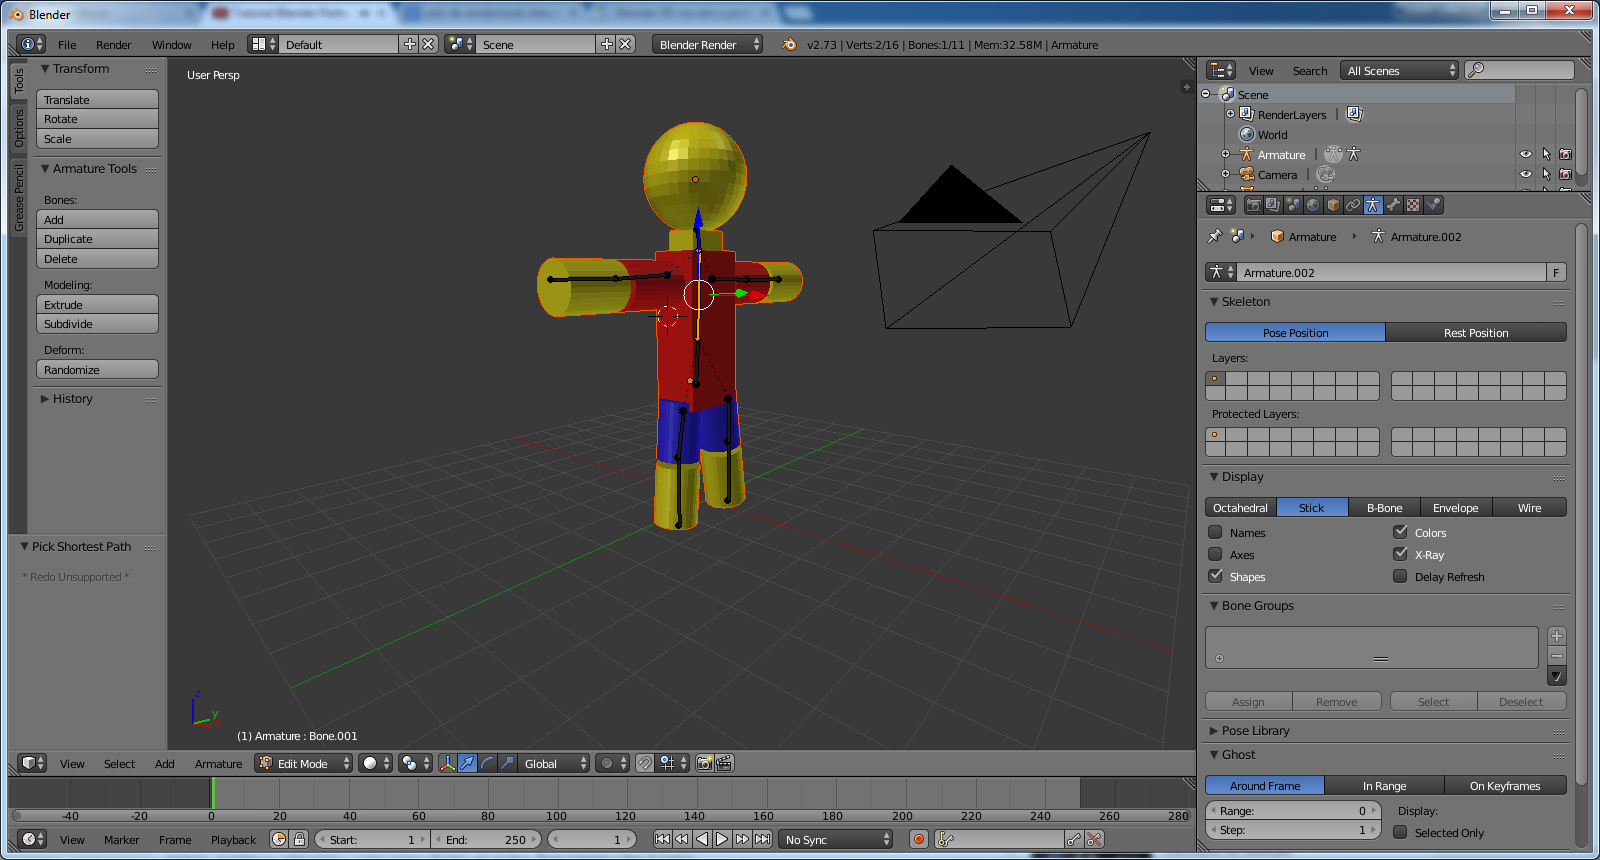 Blender
File Render Window Help Default Scene Blender Render v2.73 | Verts:2/16 | Bones:1/11 | Mem:32.58M | Armature
Tools
Options
Grease Pencil
Transform
Translate
Rotate
Scale
Armature Tools
Bones:
Add
Duplicate
Delete
Modeling:
Extrude
Subdivide
Deform:
Randomize
History
Pick Shortest Path
* Redo Unsupported *
User Persp
z
y
(1) Armature : Bone.001
View Select Add Armature Edit Mode Global
-40 -20 0 20 40 60 80 100 120 140 160 180 200 220 240 260 280
View Marker Frame Playback Start: 1 End: 250 1 No Sync
View Search All Scenes
Scene
RenderLayers |
World
Armature |
Camera |
Armature Armature.002
Armature.002 F
Skeleton
Pose Position Rest Position
Layers:
Protected Layers:
Display
Octahedral Stick B-Bone Envelope Wire
Names Colors
Axes X-Ray
Shapes Delay Refresh
Bone Groups
Assign Remove Select Deselect
Pose Library
Ghost
Around Frame In Range On Keyframes
Range: 0 Display:
Step: 1 Selected Only